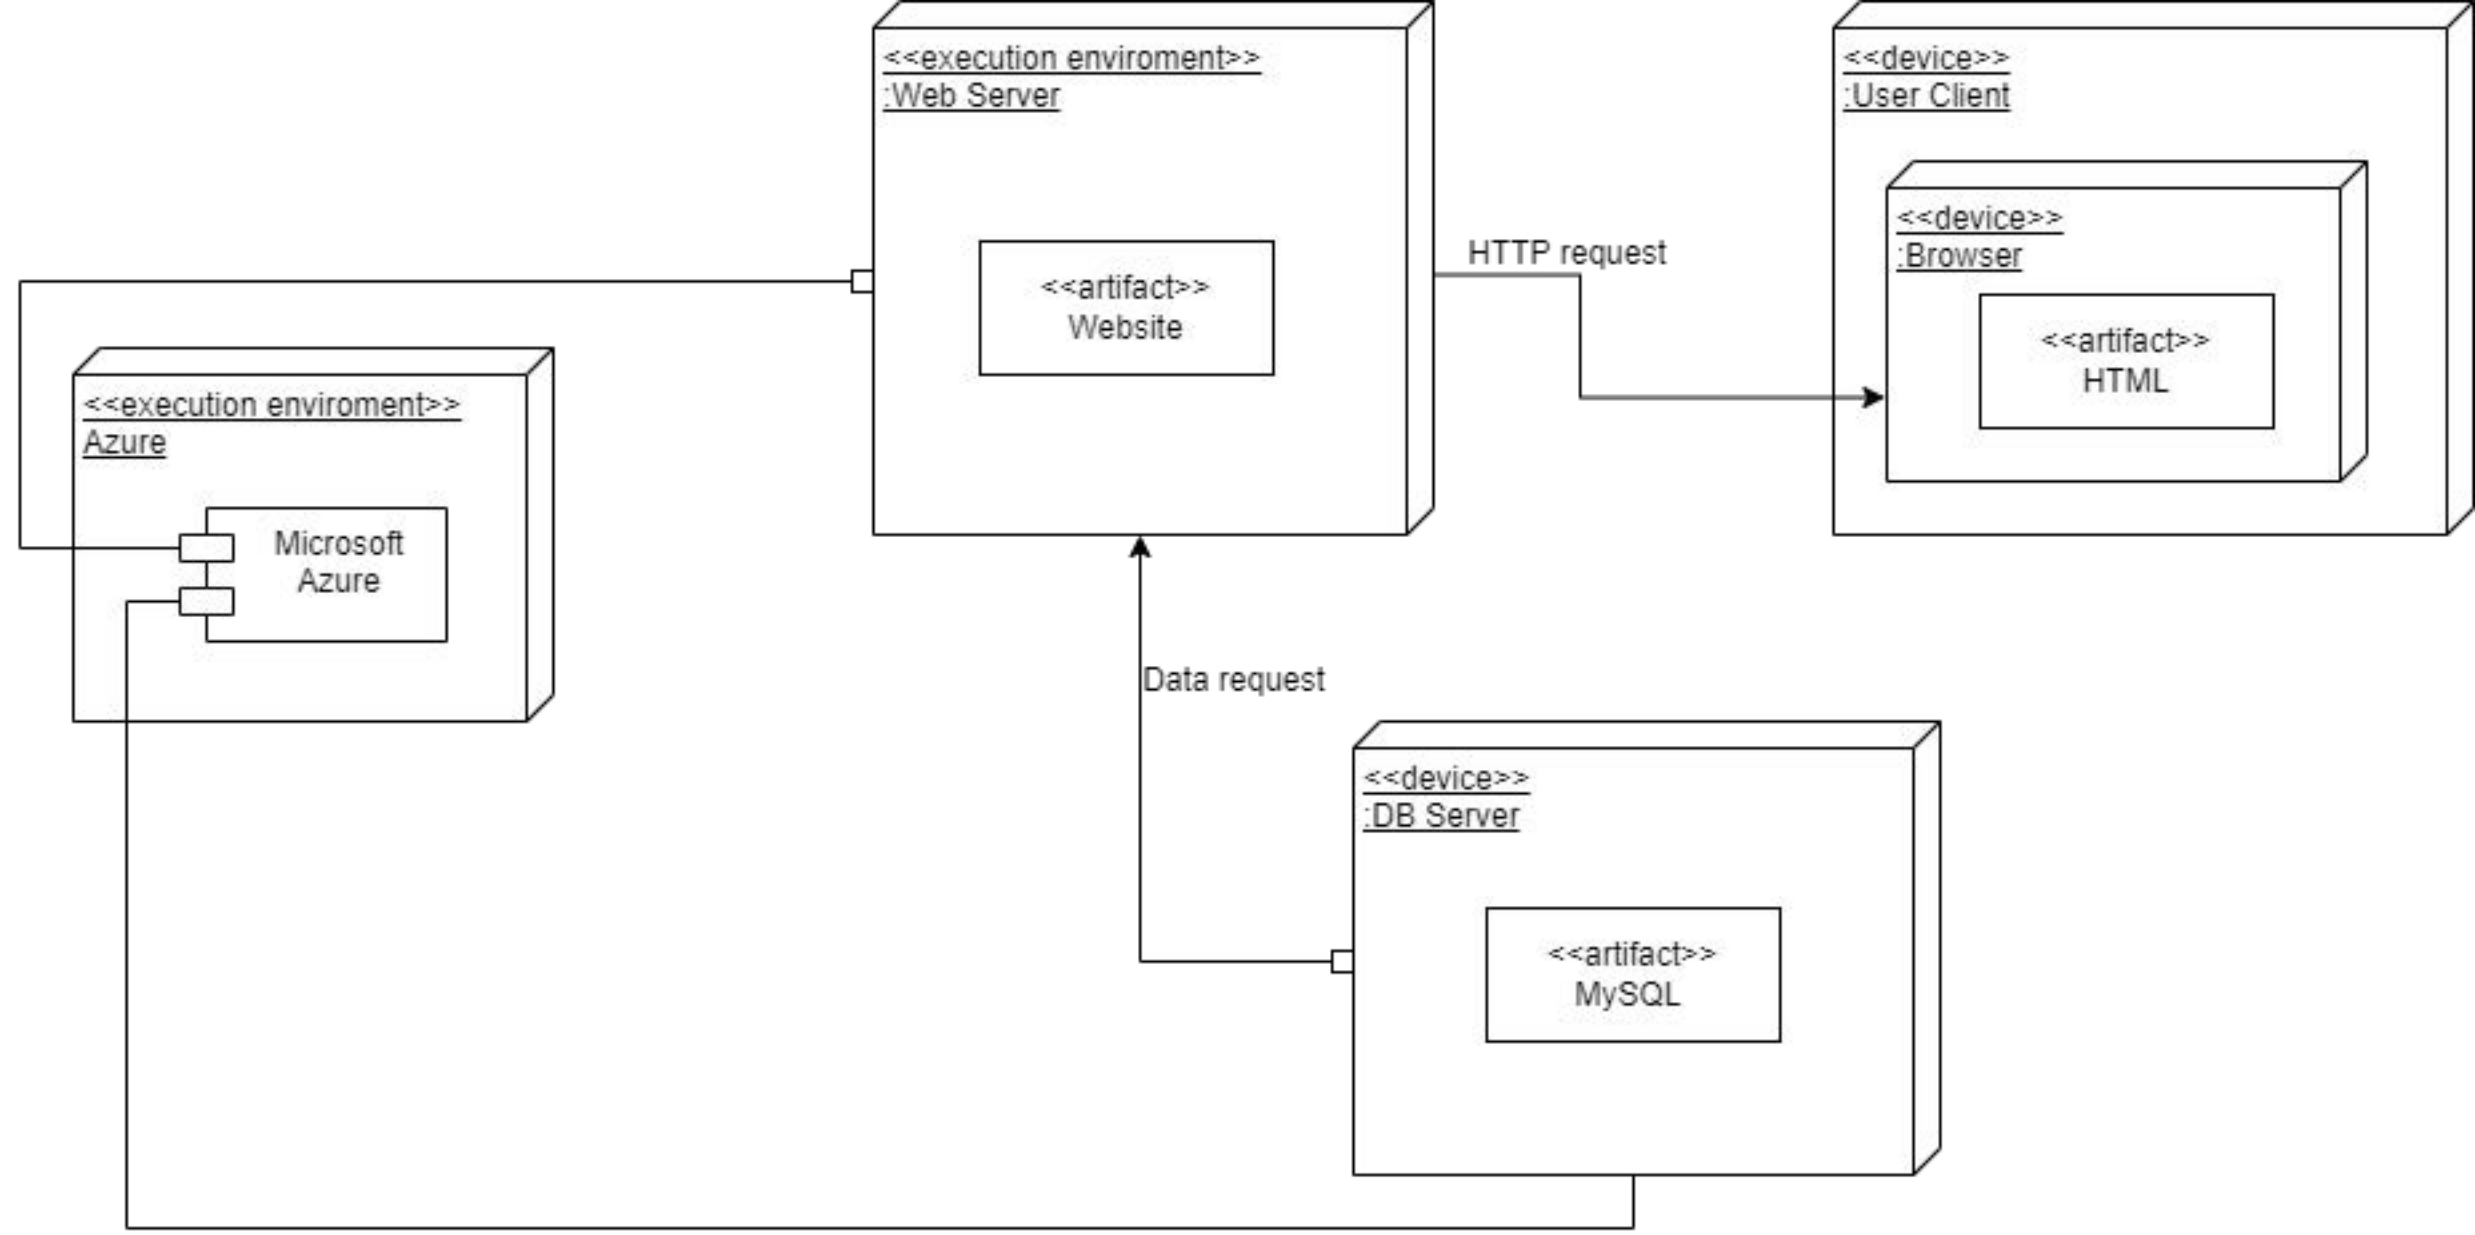 <<execution enviroment>>
:Web Server
<<artifact>>
Website
HTTP request
<<device>>
:User Client
<<device>>
:Browser
<<artifact>>
HTML
<<execution enviroment>>
Azure
Microsoft
Azure
Data request
<<device>>
:DB Server
<<artifact>>
MySQL